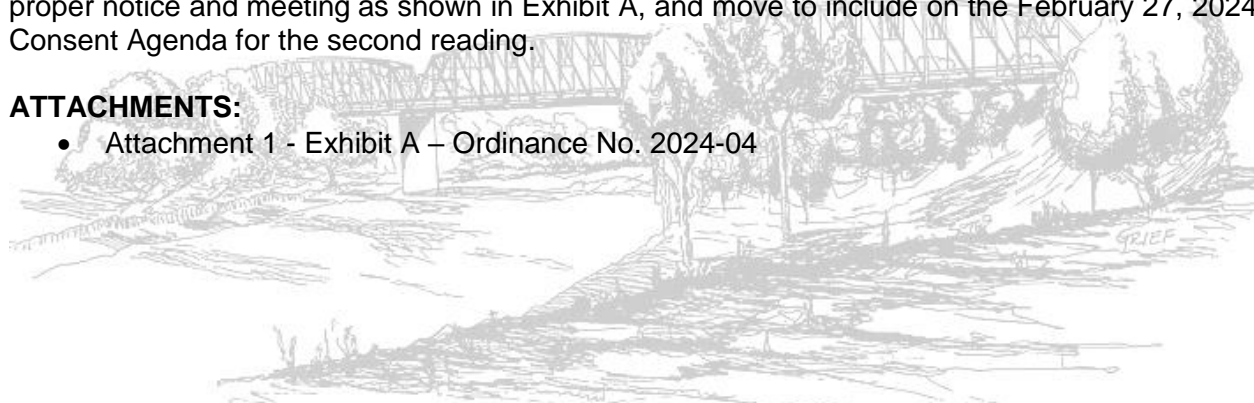 proper notice and meeting as shown in Exhibit A, and move to include on the February 27, 2024
Consent Agenda for the second reading.
ATTACHMENTS:
• Attachment 1 - Exhibit A – Ordinance No. 2024-04
GRIEF